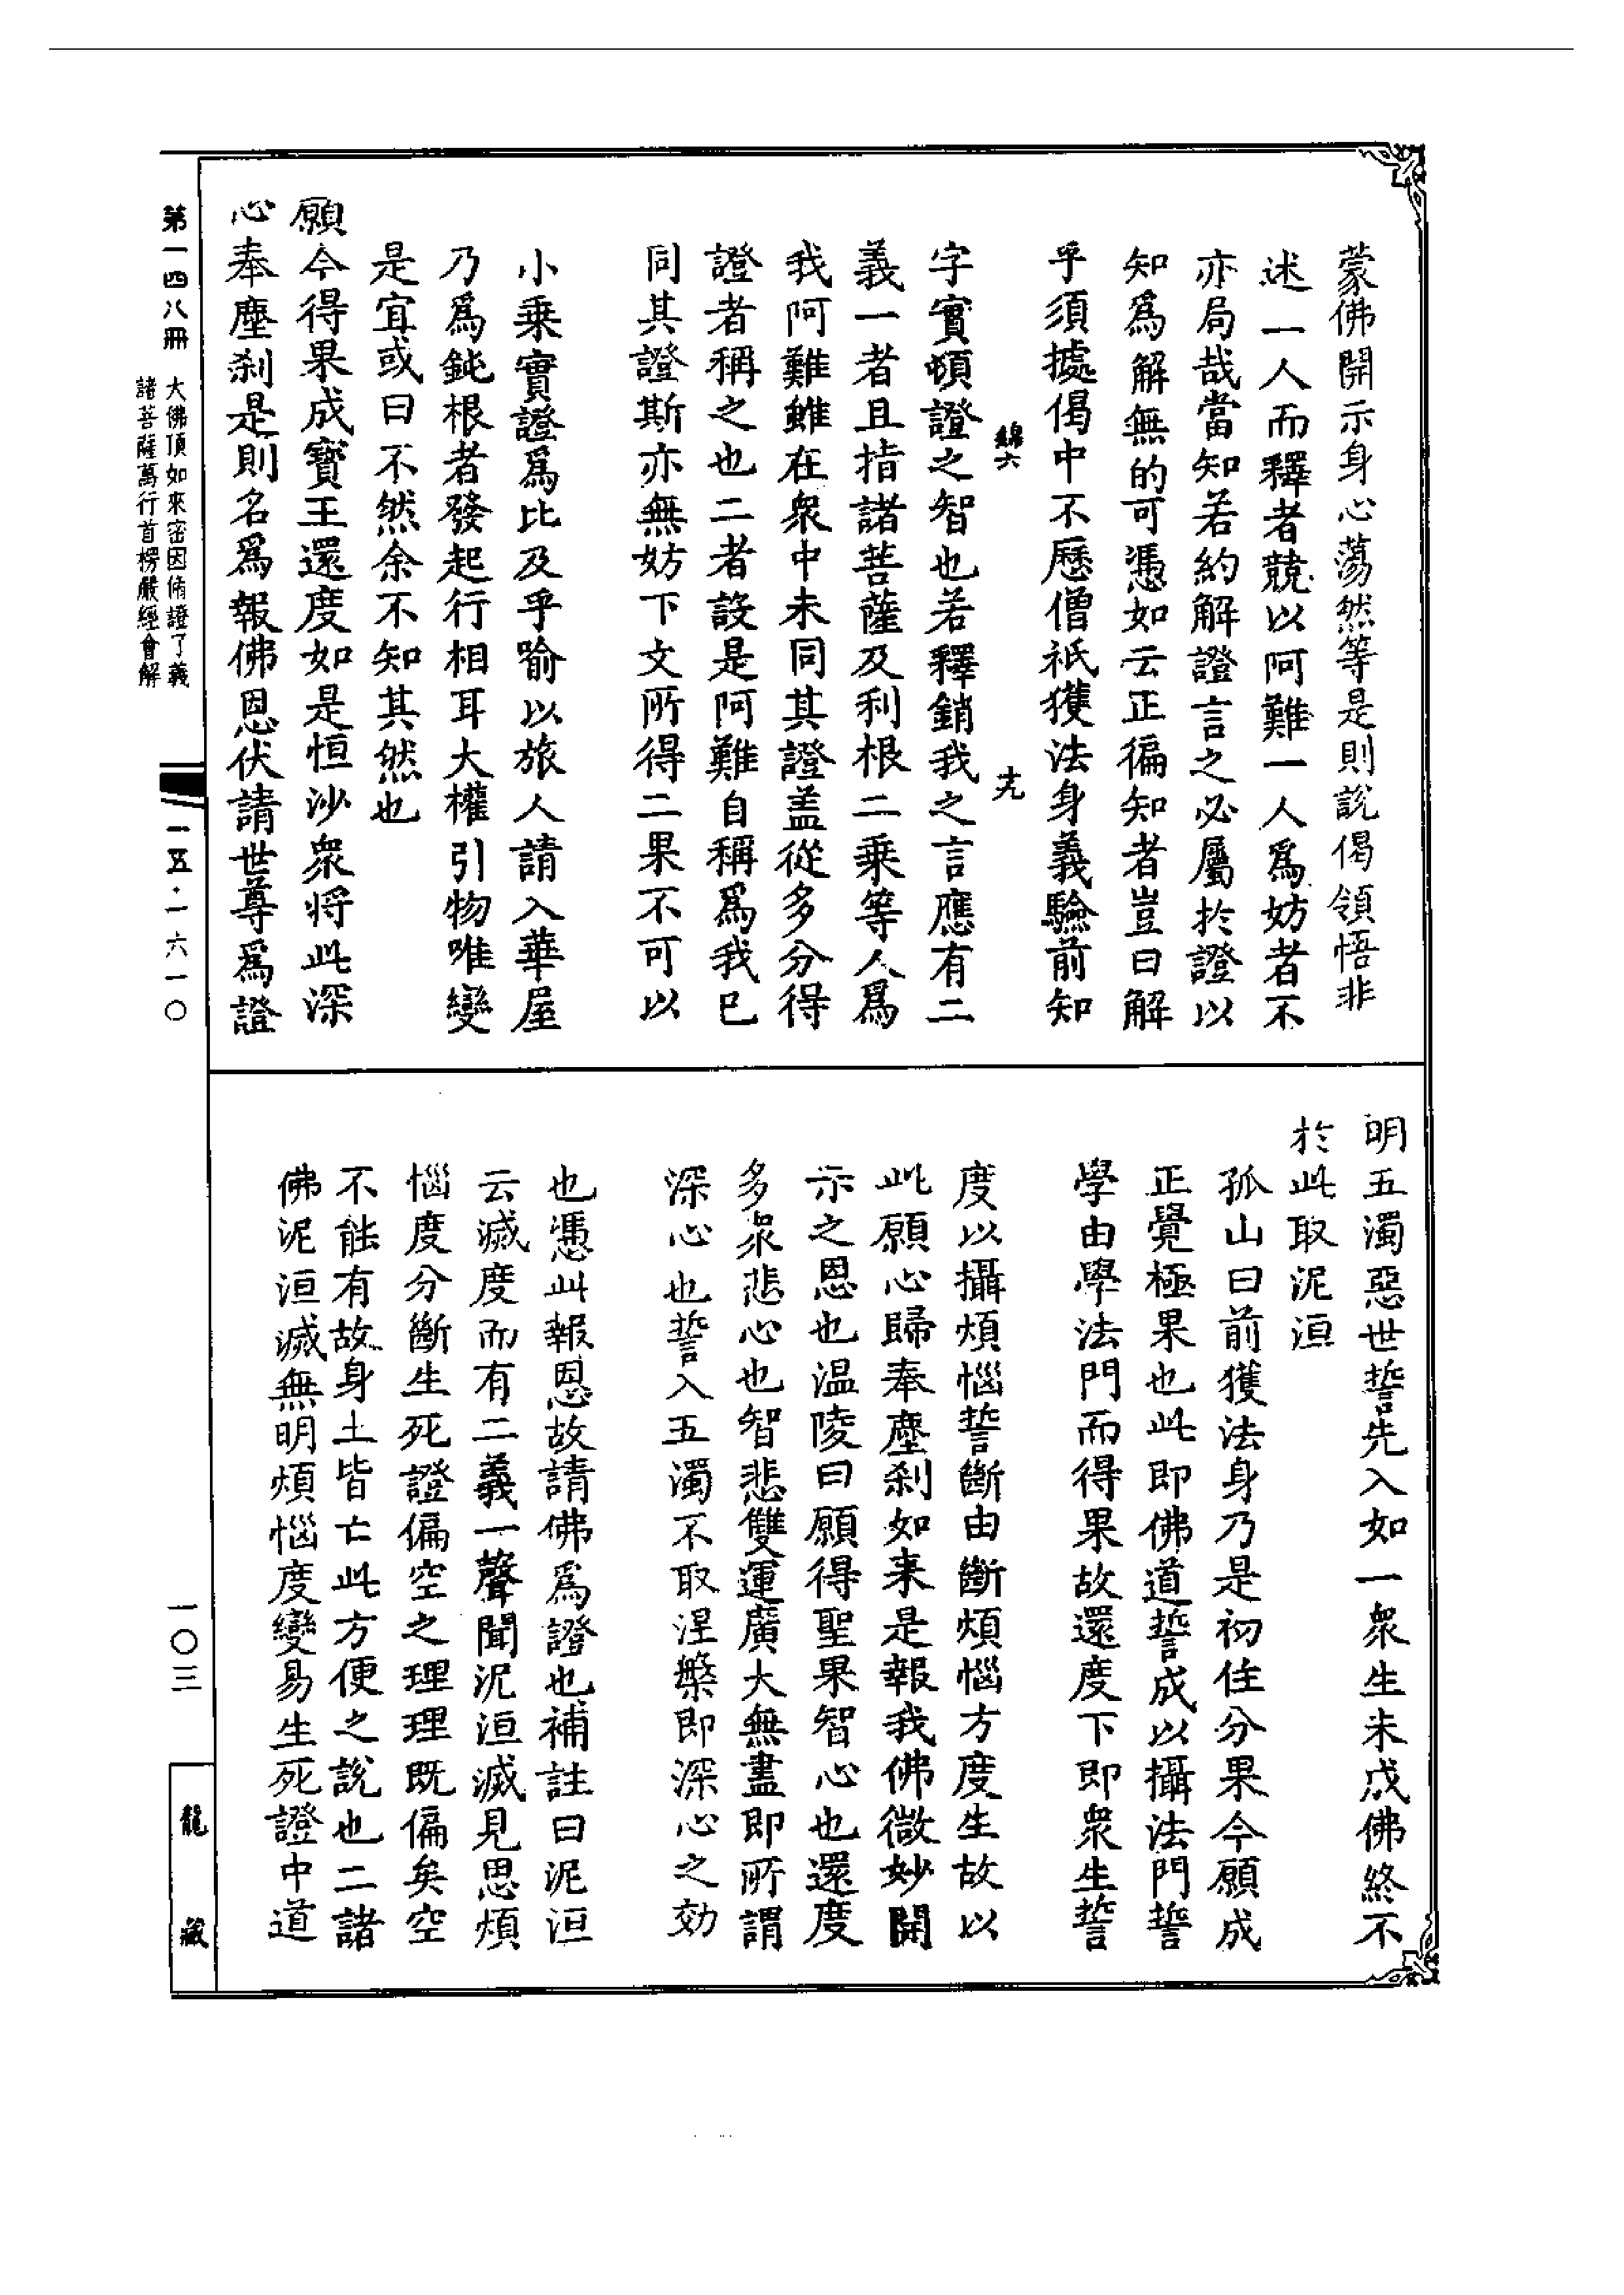 蒙佛開示身心蕩然等是則說偈領悟非
述一人而釋者競以阿難一人爲妨者不
亦局哉當知若約解證言之必屬於證以
知爲解無的可憑如云正徧知者豈曰解
乎須據偈中不歷僧祇獲法身義驗前知
綿六
十九
字實頓證之智也若釋銷我之言應有二
義一者且指諸菩薩及利根二乘等人爲
我阿難雖在衆中未同其證盖從多分得
證者稱之也二者設是阿難自稱爲我已
同其證斯亦無妨下文所得二果不可以
小乘實證爲比及乎喻以旅人請入華屋
乃爲鈍根者發起行相耳大權引物唯變
是宜或曰不然余不知其然也
願今得果成寶王還度如是恒沙衆將此深
心奉塵刹是則名爲報佛恩伏請世尊爲證
明五濁惡世誓先入如一衆生未成佛終不
於此取泥洹
孤山曰前獲法身乃是初住分果今願成
正覺極果也此即佛道誓成以攝法門誓
學由學法門而得果故還度下即衆生誓
度以攝煩惱誓斷由斷煩惱方度生故以
此願心歸奉塵刹如來是報我佛微妙開
示之恩也温陵曰願得聖果智心也還度
多衆悲心也智悲雙運廣大無盡即所謂
深心也誓入五濁不取涅槃即深心之効
也憑此報恩故請佛爲證也補註曰泥洹
云滅度而有二義一聲聞泥洹滅見思煩
惱度分斷生死證偏空之理理既偏矣空
不能有故身土皆亡此方便之說也二諸
佛泥洹滅無明煩惱度變易生死證中道
第一四八冊
大佛頂如來密因脩證了義
諸菩薩萬行首楞嚴經會解
一五·一六一〇
一〇三
龍藏